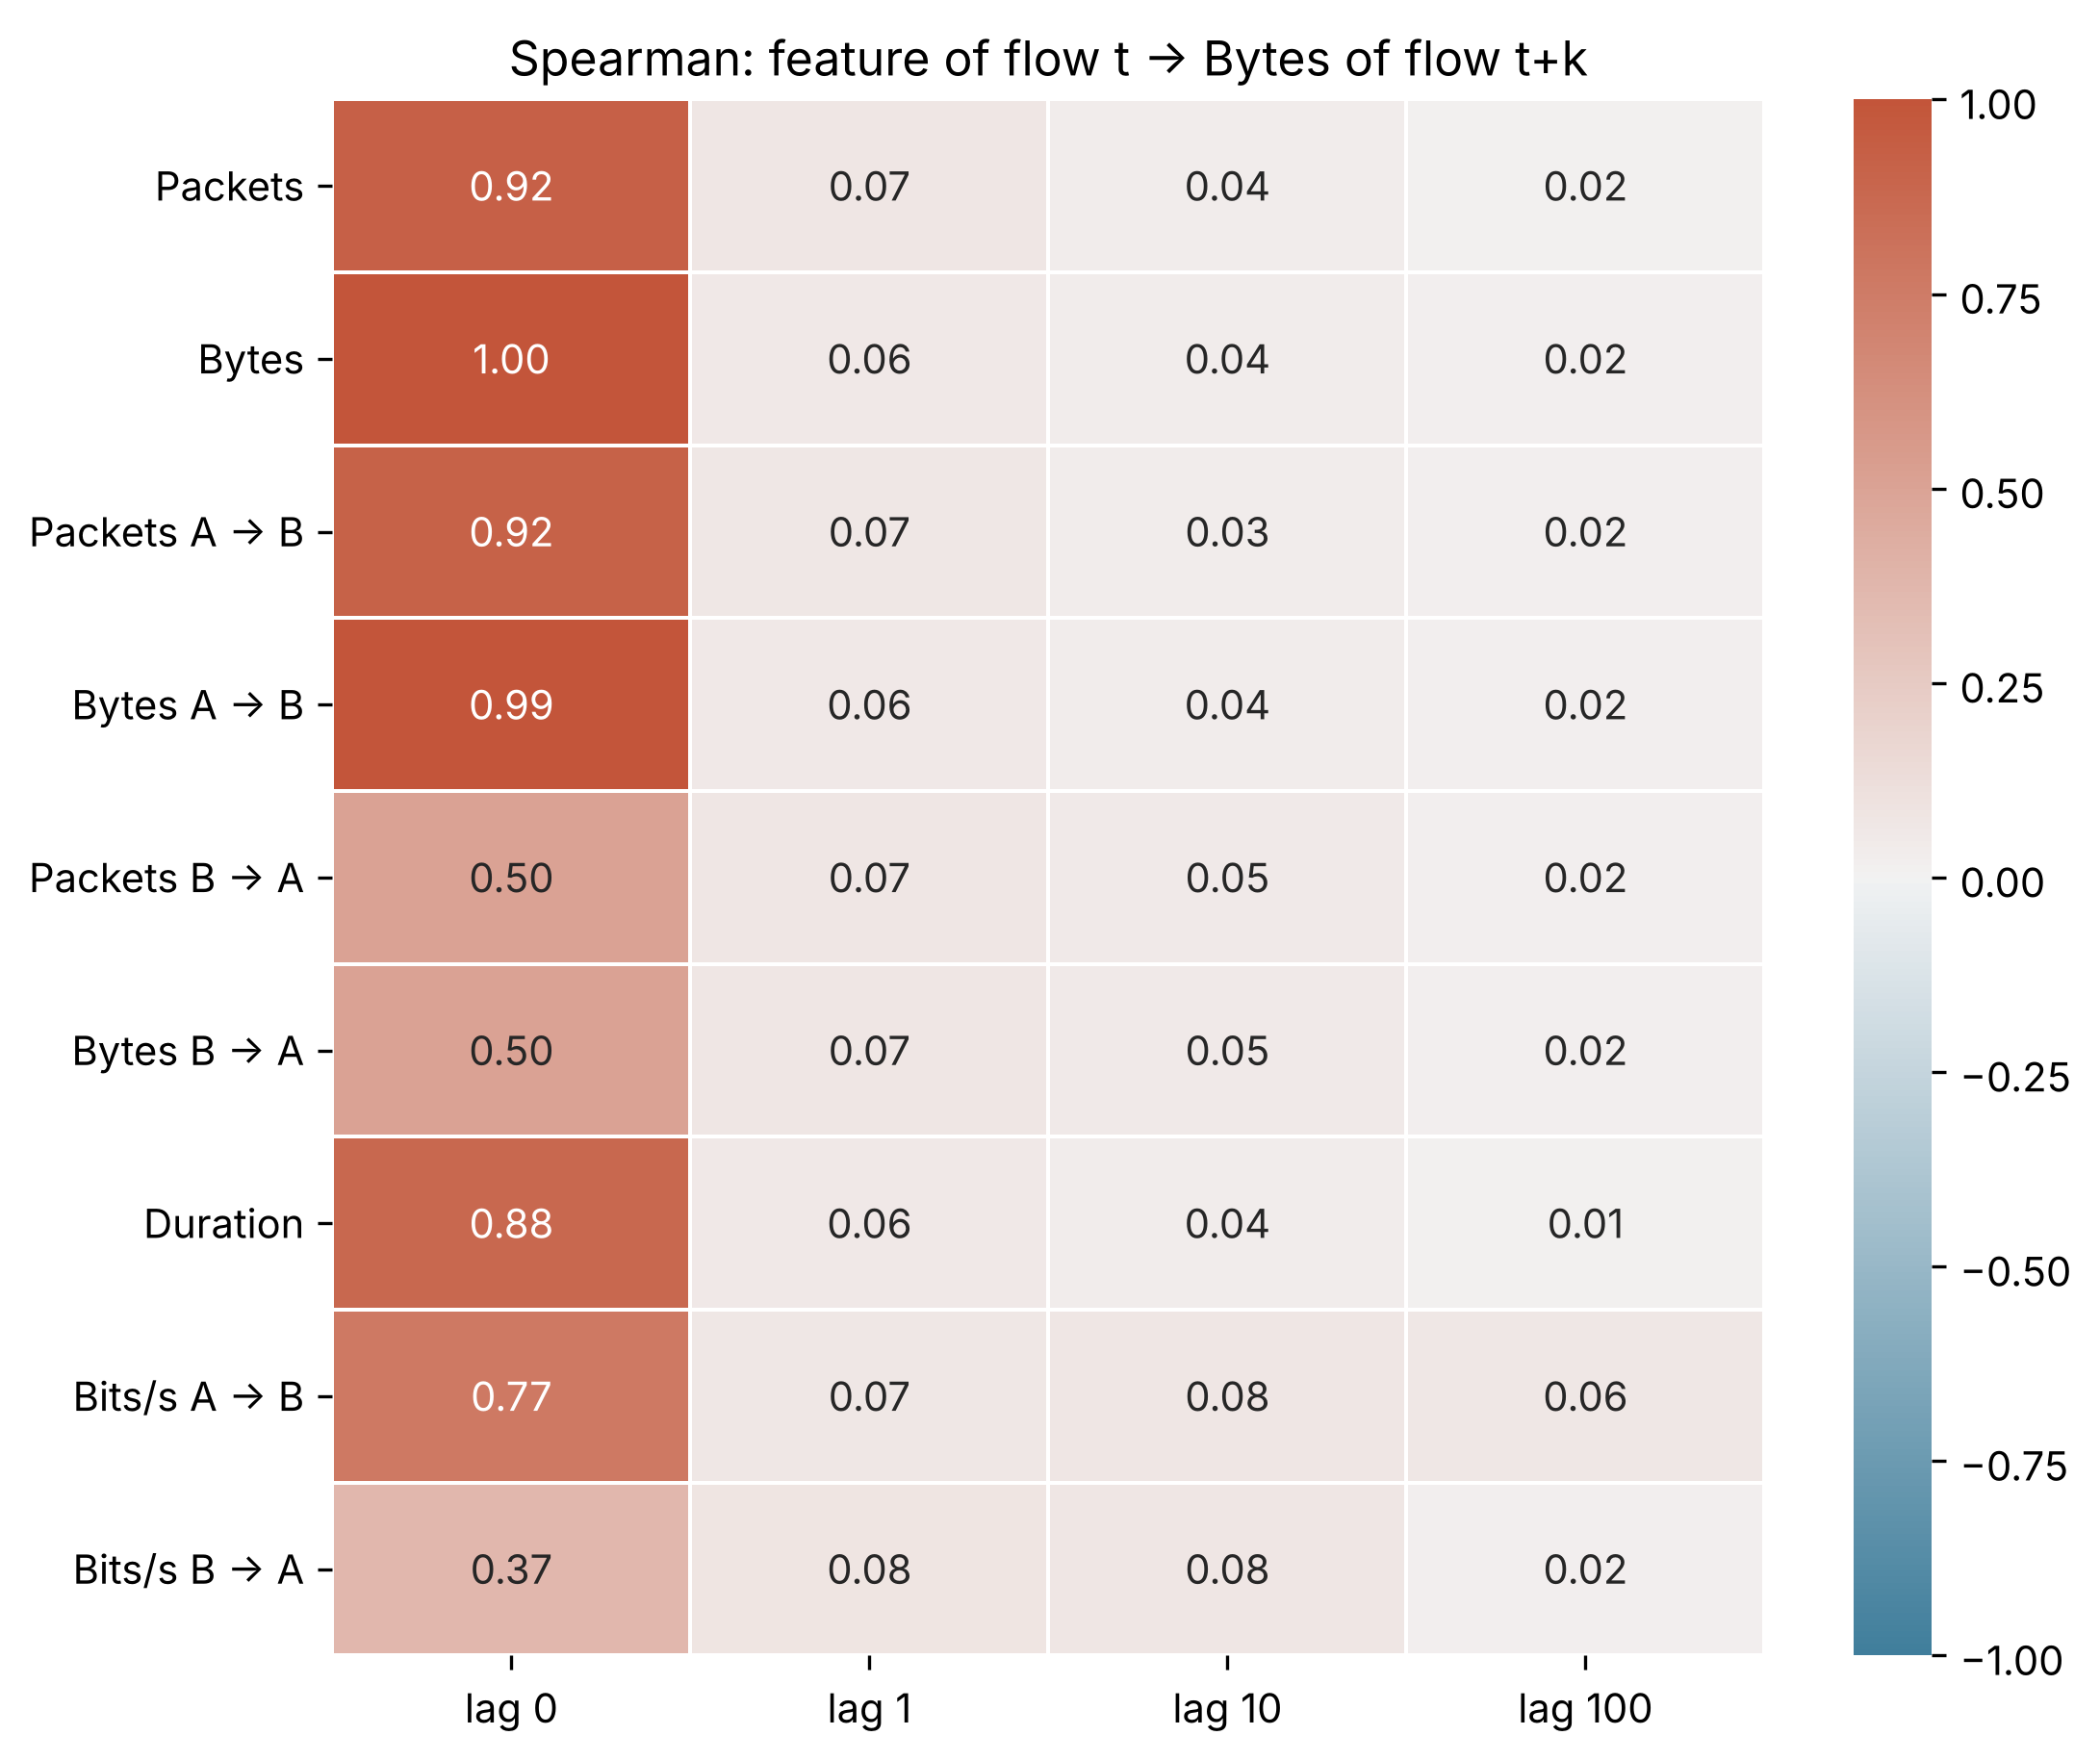 Spearman: feature of flow t → Bytes of flow t+k
Packets 0.92 0.07 0.04 0.02
Bytes 1.00 0.06 0.04 0.02
Packets A → B 0.92 0.07 0.03 0.02
Bytes A → B 0.99 0.06 0.04 0.02
Packets B → A 0.50 0.07 0.05 0.02
Bytes B → A 0.50 0.07 0.05 0.02
Duration 0.88 0.06 0.04 0.01
Bits/s A → B 0.77 0.07 0.08 0.06
Bits/s B → A 0.37 0.08 0.08 0.02
lag 0 lag 1 lag 10 lag 100
1.00
0.75
0.50
0.25
0.00
−0.25
−0.50
−0.75
−1.00